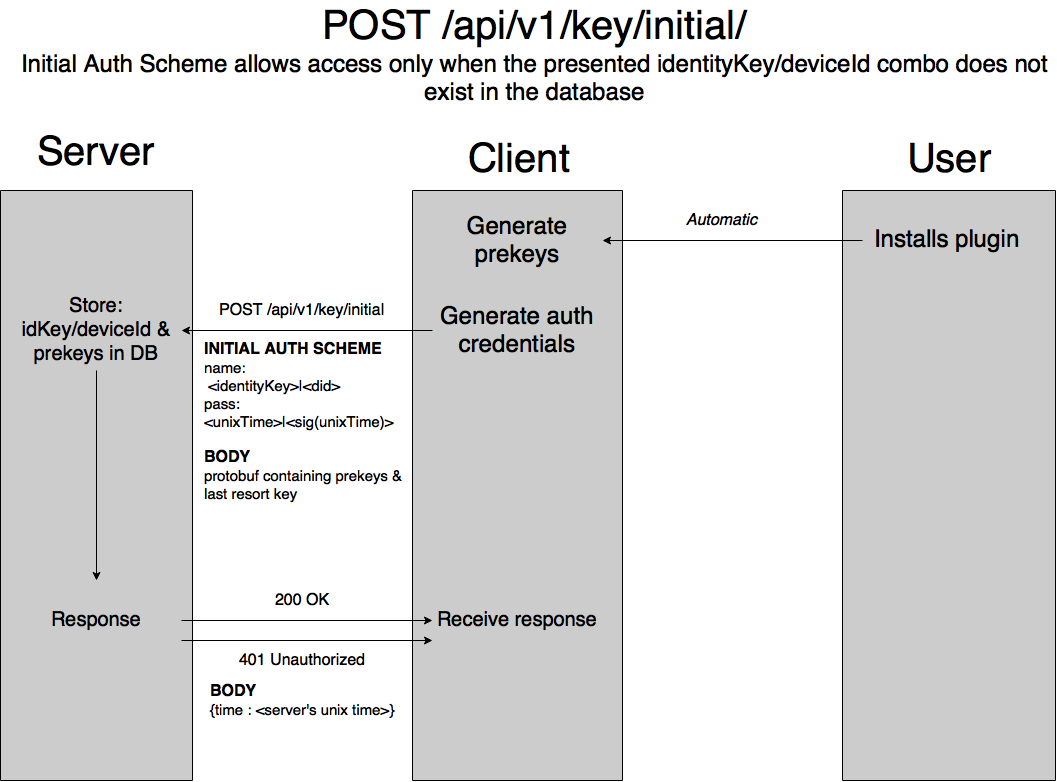 POST /api/v1/key/initial/
Initial Auth Scheme allows access only when the presented identityKey/deviceId combo does not
exist in the database
Server
Client
User
Generate
prekeys
Automatic
Installs plugin
Store:
idKey/deviceId &
prekeys in DB
POST /api/v1/key/initial
Generate auth
credentials
INITIAL AUTH SCHEME
name:
<identityKey>|<did>
pass:
<unixTime>|<sig(unixTime)>
BODY
protobuf containing prekeys &
last resort key
Response
200 OK
Receive response
401 Unauthorized
BODY
{time : <server's unix time>}